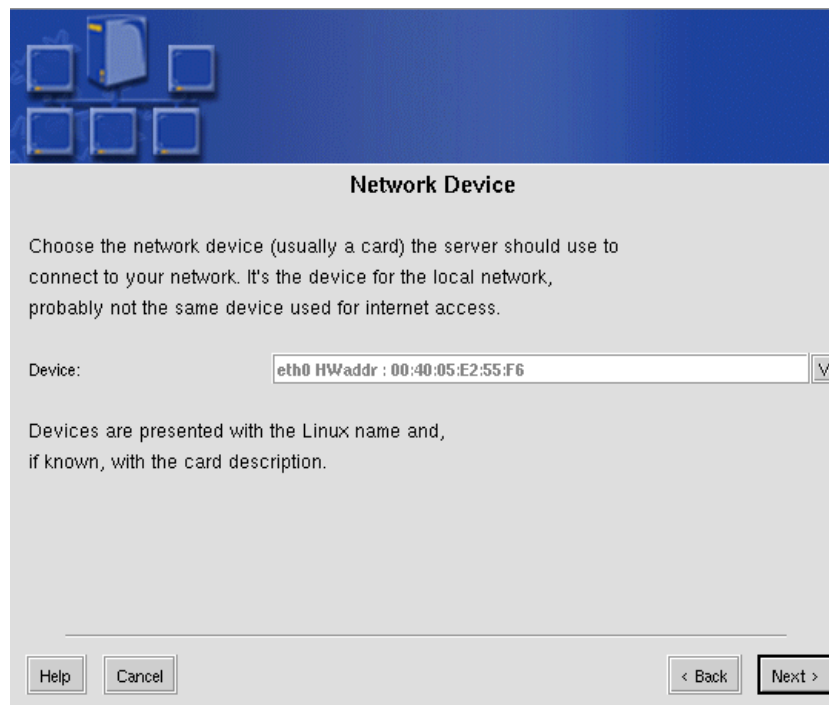 Network Device
Choose the network device (usually a card) the server should use to
connect to your network. It's the device for the local network,
probably not the same device used for internet access.
Device: eth0 HWaddr : 00:40:05:E2:55:F6
Devices are presented with the Linux name and,
if known, with the card description.
Help Cancel < Back Next >